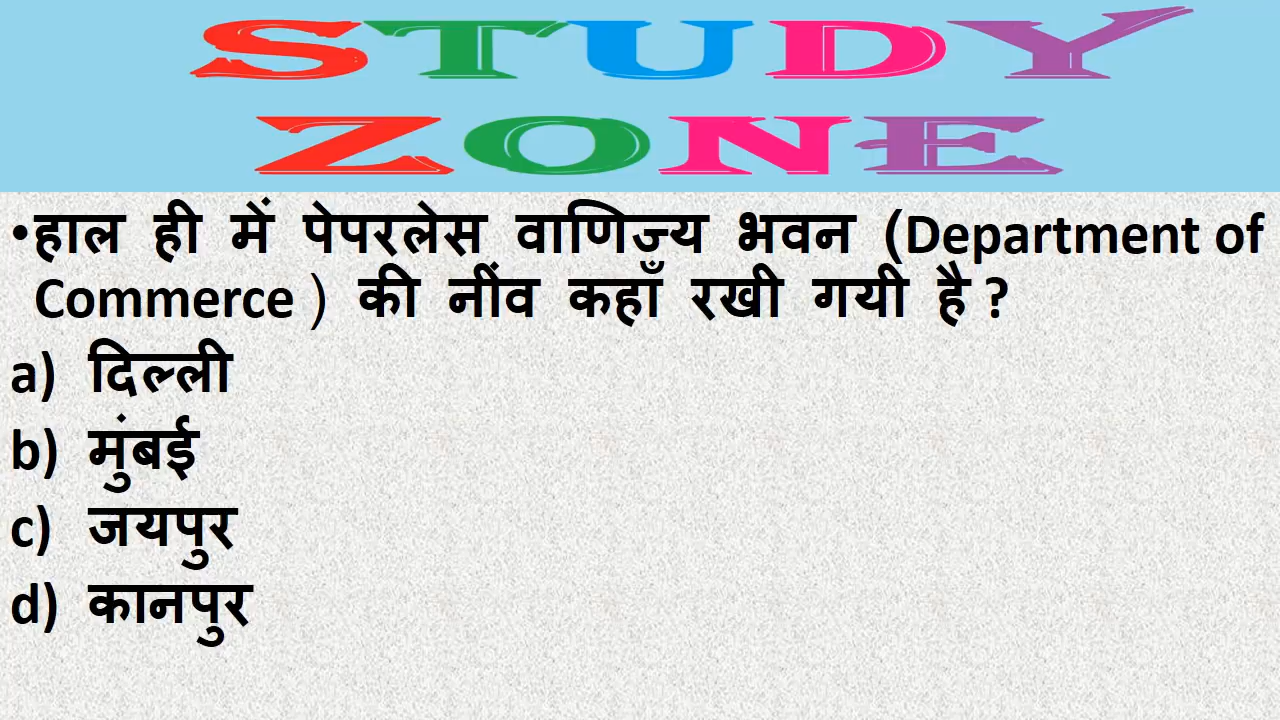 STUDY
ZONE
•हाल ही में पेपरलेस वाणिज्य भवन (Department of
Commerce ) की नींव कहाँ रखी गयी है ?
a) दिल्ली
b) मुंबई
c) जयपुर
d) कानपुर